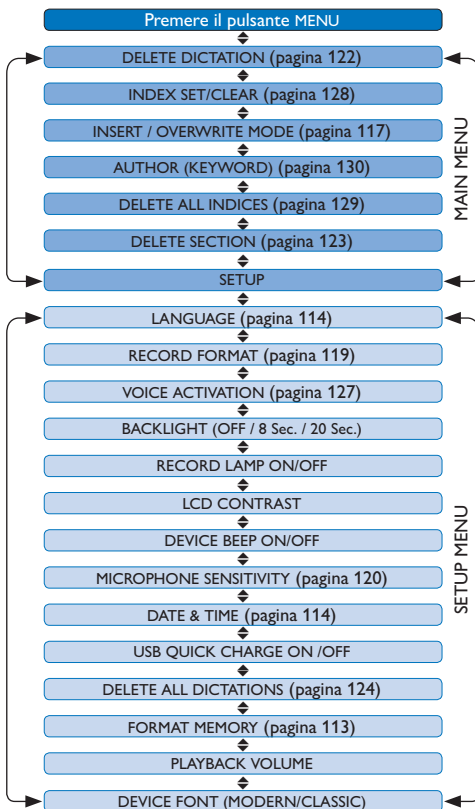 Premere il pulsante MENU
DELETE DICTATION (pagina 122)
INDEX SET/CLEAR (pagina 128)
INSERT / OVERWRITE MODE (pagina 117)
AUTHOR (KEYWORD) (pagina 130)
DELETE ALL INDICES (pagina 129)
DELETE SECTION (pagina 123)
SETUP
MAIN MENU
LANGUAGE (pagina 114)
RECORD FORMAT (pagina 119)
VOICE ACTIVATION (pagina 127)
BACKLIGHT (OFF / 8 Sec. / 20 Sec.)
RECORD LAMP ON/OFF
LCD CONTRAST
DEVICE BEEP ON/OFF
MICROPHONE SENSITIVITY (pagina 120)
DATE & TIME (pagina 114)
USB QUICK CHARGE ON /OFF
DELETE ALL DICTATIONS (pagina 124)
FORMAT MEMORY (pagina 113)
PLAYBACK VOLUME
DEVICE FONT (MODERN/CLASSIC)
SETUP MENU